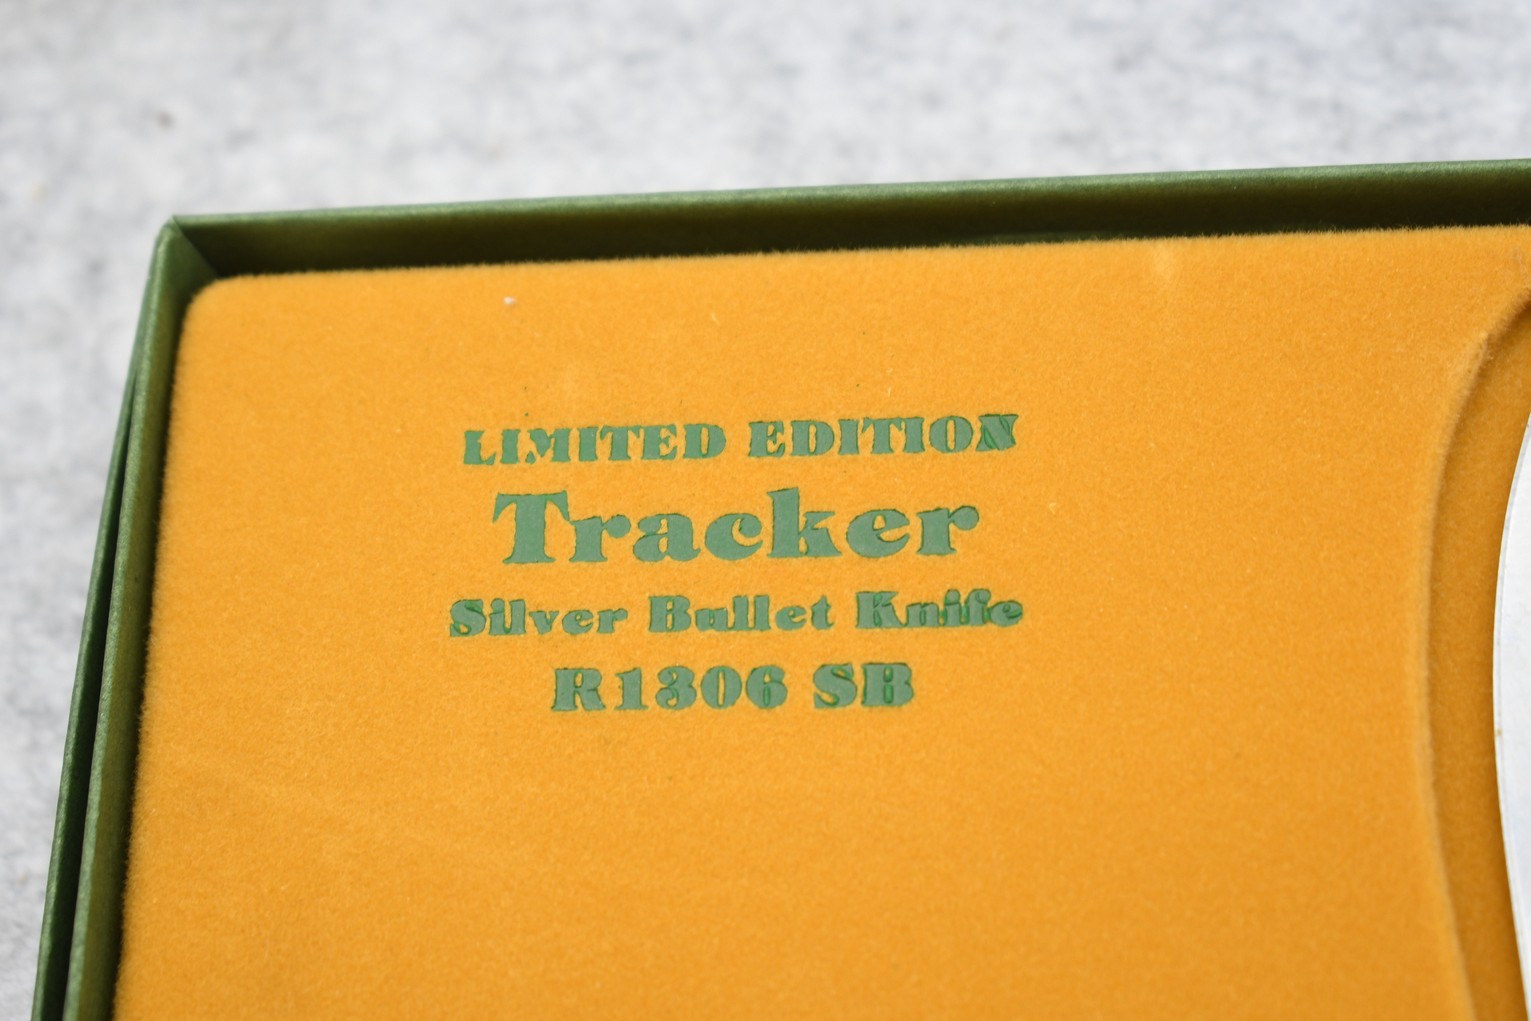 LIMITED EDITION
Tracker
Silver Bullet Knife
R1306 SB